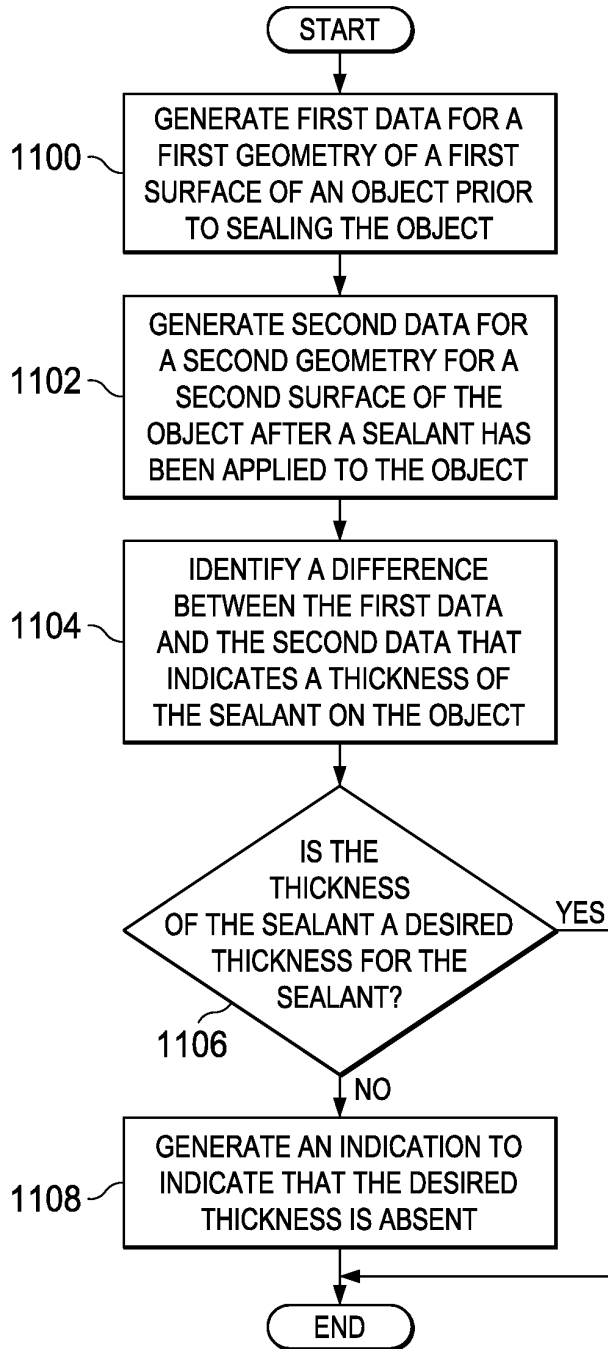 START
1100
GENERATE FIRST DATA FOR A
FIRST GEOMETRY OF A FIRST
SURFACE OF AN OBJECT PRIOR
TO SEALING THE OBJECT
1102
GENERATE SECOND DATA FOR
A SECOND GEOMETRY FOR A
SECOND SURFACE OF THE
OBJECT AFTER A SEALANT HAS
BEEN APPLIED TO THE OBJECT
1104
IDENTIFY A DIFFERENCE
BETWEEN THE FIRST DATA
AND THE SECOND DATA THAT
INDICATES A THICKNESS OF
THE SEALANT ON THE OBJECT
IS THE
THICKNESS
OF THE SEALANT A DESIRED
THICKNESS FOR THE
SEALANT?
YES
1106
NO
1108
GENERATE AN INDICATION TO
INDICATE THAT THE DESIRED
THICKNESS IS ABSENT
END